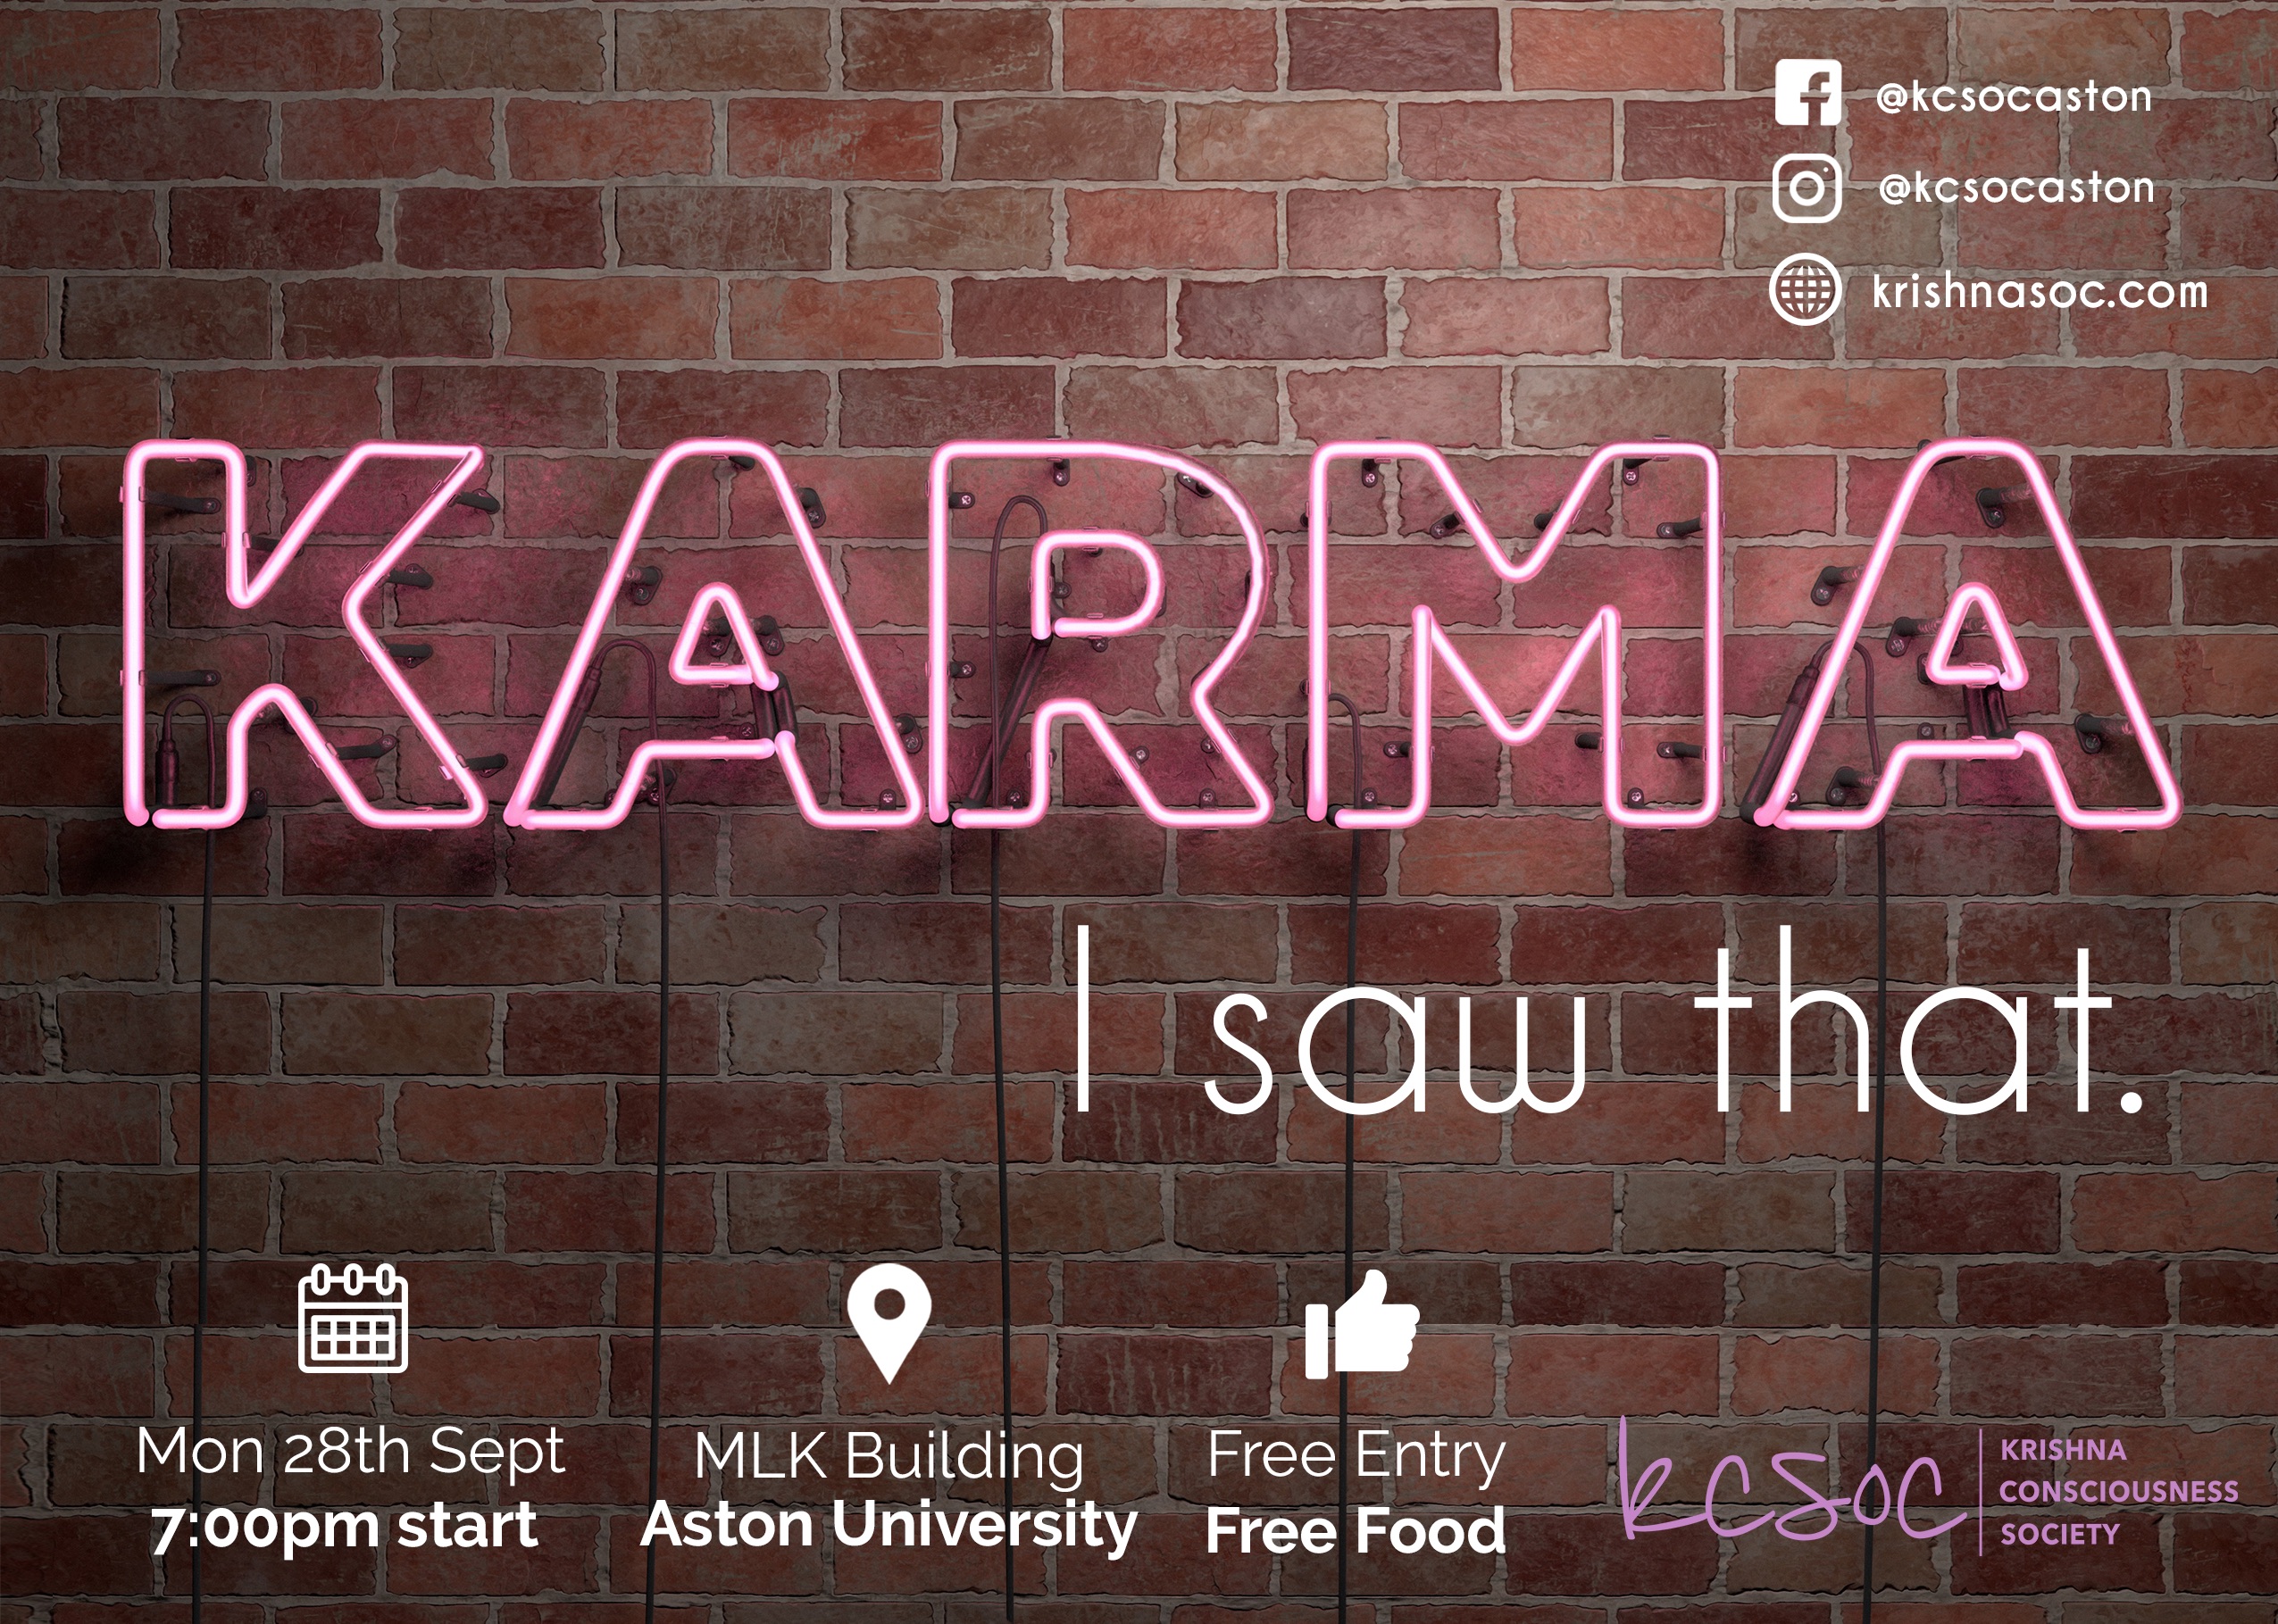 @kcsocaston
@kcsocaston
krishnasoc.com
KARMA
I saw that.
Mon 28th Sept
7:00pm start
MLK Building
Aston University
Free Entry
Free Food
kcsoc
KRISHNA
CONSCIOUSNESS
SOCIETY